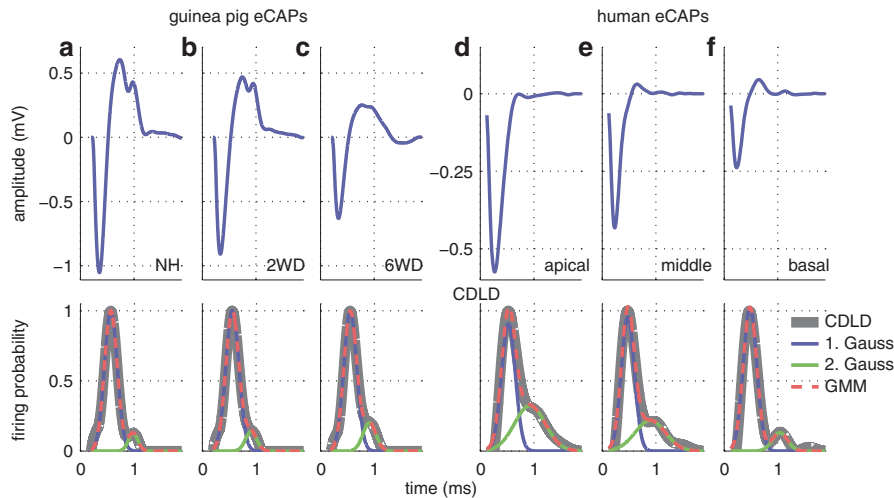 guinea pig eCAPs
human eCAPs
a b c d e f
amplitude (mV)
0.5
0
−0.5
−1
0
−0.25
−0.5
NH
2WD
6WD
apical
middle
basal
CDLD
firing probability
1
0.5
0
CDLD
1. Gauss
2. Gauss
GMM
0 1 0 1 0 1 0 1 0 1 0 1
time (ms)